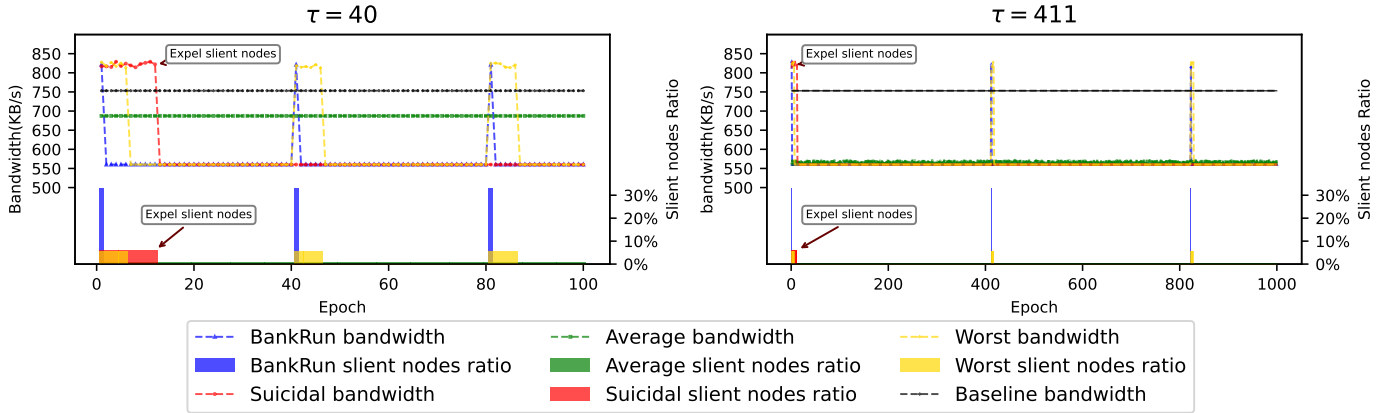 τ = 40
850
800
750
700
650
600
550
500
Bandwidth(KB/s)
Expel slient nodes
Expel slient nodes
30%
20%
10%
0%
Slient nodes Ratio
0
20
40
60
80
100
Epoch
τ = 411
850
800
750
700
650
600
550
500
bandwidth(KB/s)
Expel slient nodes
Expel slient nodes
30%
20%
10%
0%
Slient nodes Ratio
0
200
400
600
800
1000
Epoch
BankRun bandwidth
BankRun slient nodes ratio
Suicidal bandwidth
Average bandwidth
Average slient nodes ratio
Suicidal slient nodes ratio
Worst bandwidth
Worst slient nodes ratio
Baseline bandwidth